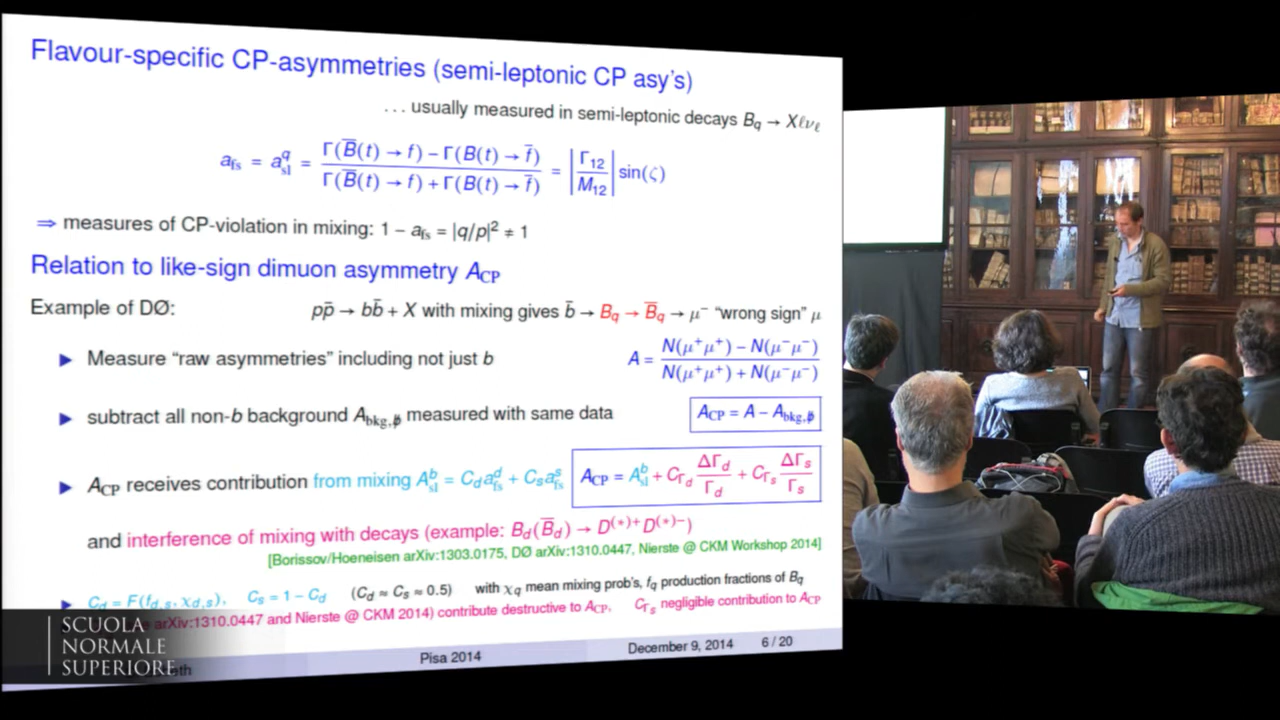 Flavour-specific CP-asymmetries (semi-leptonic CP asy's)
... usually measured in semi-leptonic decays B_q → Xℓν_ℓ
a_fs = a^q_sl = (Γ(B̅(t) → f) − Γ(B(t) → f̅)) / (Γ(B̅(t) → f) + Γ(B(t) → f̅)) = |Γ₁₂ / M₁₂| sin(ζ)
⇒ measures of CP-violation in mixing: 1 − a_fs = |q/p|² ≠ 1
Relation to like-sign dimuon asymmetry A_CP
Example of DØ: pp̄ → bb̄ + X with mixing gives b̄ → B_q → B̅_q → μ⁻ "wrong sign" μ
▶ Measure "raw asymmetries" including not just b A = (N(μ⁺μ⁺) − N(μ⁻μ⁻)) / (N(μ⁺μ⁺) + N(μ⁻μ⁻))
▶ subtract all non-b background A_bkg,b̸ measured with same data A_CP = A − A_bkg,b̸
▶ A_CP receives contribution from mixing A^b_sl = C_d a^d_fs + C_s a^s_fs A_CP = A^b_sl + C_Γd ΔΓ_d/Γ_d + C_Γs ΔΓ_s/Γ_s
and interference of mixing with decays (example: B_d(B̅_d) → D^(*)+ D^(*)−)
[Borissov/Hoeneisen arXiv:1303.0175, DØ arXiv:1310.0447, Nierste @ CKM Workshop 2014]
▶ C_d = F(f_d,s, χ_d,s), C_s = 1 − C_d (C_d ≈ C_s ≈ 0.5) with χ_q mean mixing prob's, f_q production fractions of B_q
arXiv:1310.0447 and Nierste @ CKM 2014) contribute destructive to A_CP, C_Γs negligible contribution to A_CP
SCUOLA
NORMALE
SUPERIORE
Pisa 2014 December 9, 2014 6 / 20